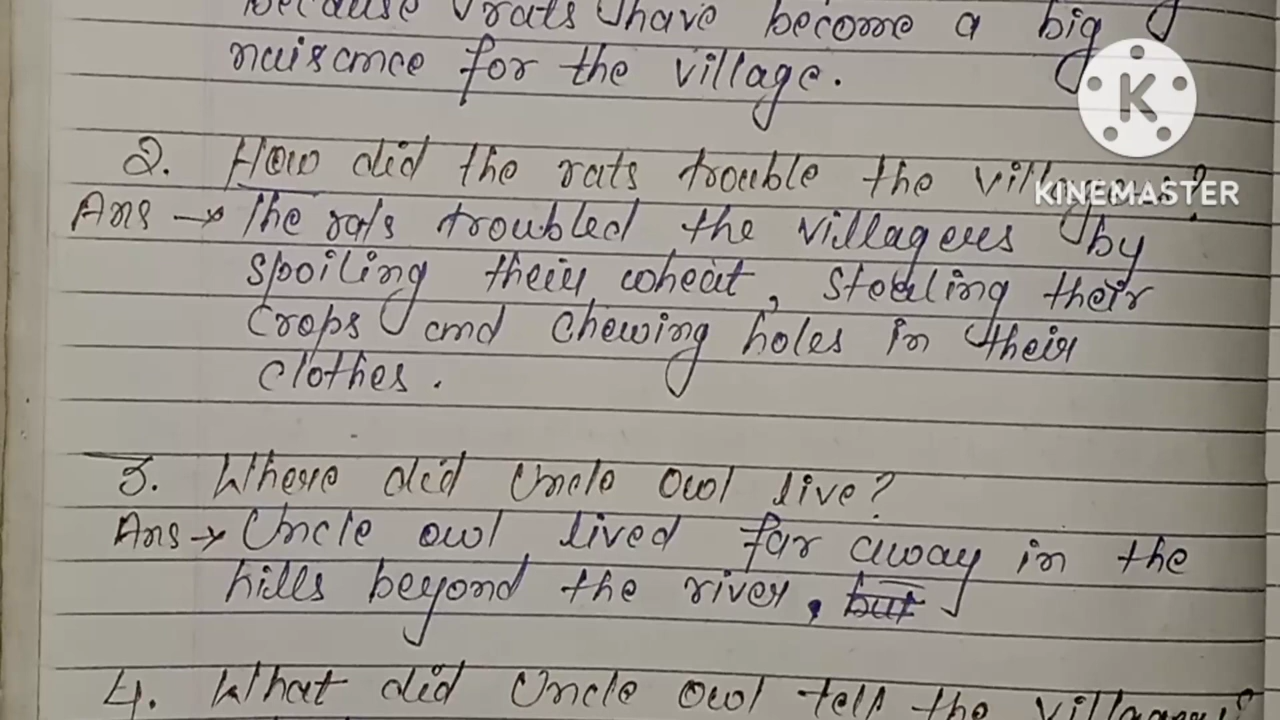 because rats have become a big
naisance for the village.
K
KINEMASTER
2. How did the rats trouble the villagers?
Ans → The rats troubled the villagers by
spoiling their wheat, stealing their
crops and chewing holes in their
clothes.
3. Where did Uncle owl live?
Ans → Uncle owl lived far away in the
hills beyond the river, but
4. What did Uncle owl tell the villagers?